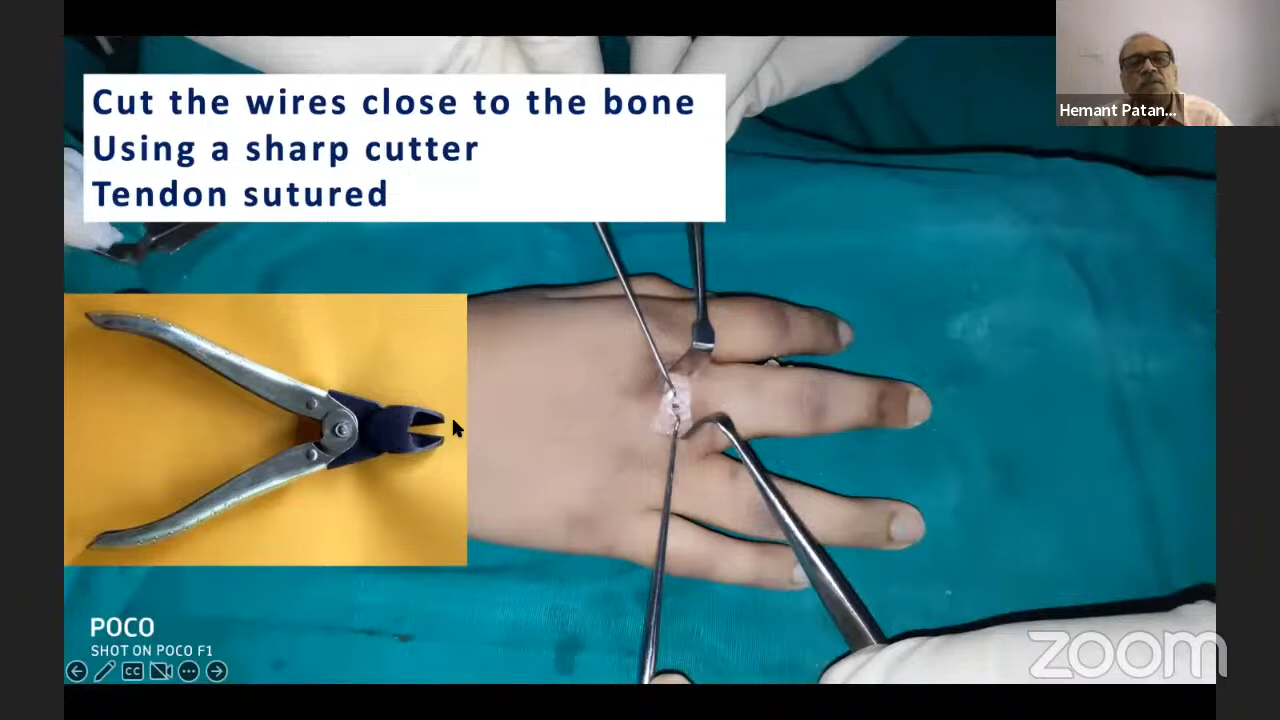 Cut the wires close to the bone
Using a sharp cutter
Tendon sutured
Hemant Patan...
POCO
SHOT ON POCO F1
CC
zoom